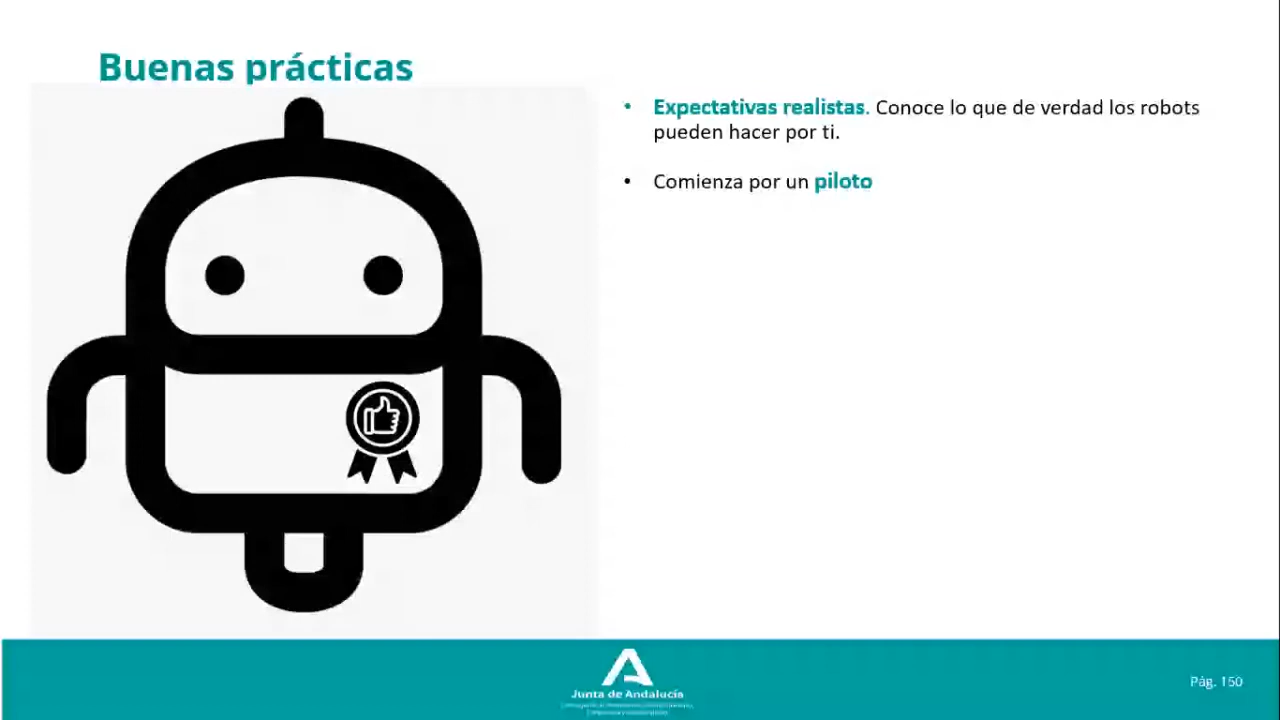 Buenas prácticas
• Expectativas realistas. Conoce lo que de verdad los robots
pueden hacer por ti.
• Comienza por un piloto
Junta de Andalucía
Pág. 150